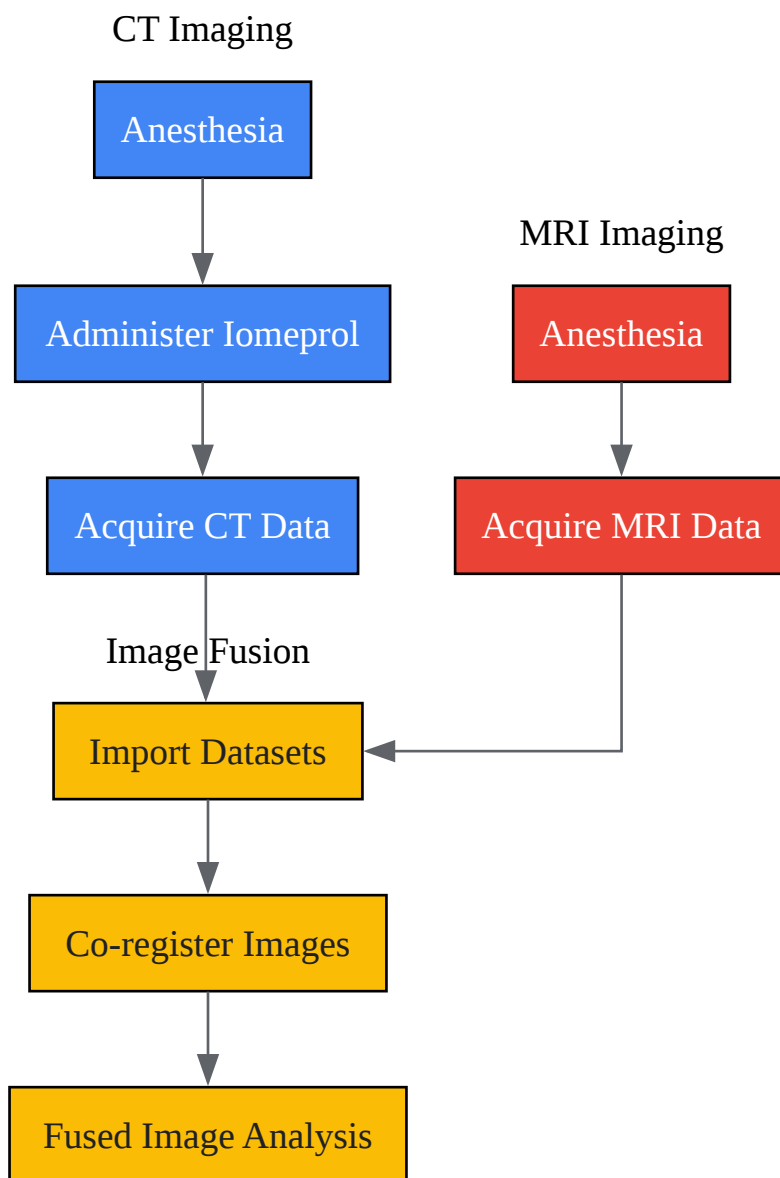 CT Imaging
Anesthesia
MRI Imaging
Administer Iomeprol
Anesthesia
Acquire CT Data
Acquire MRI Data
Image Fusion
Import Datasets
Co-register Images
Fused Image Analysis